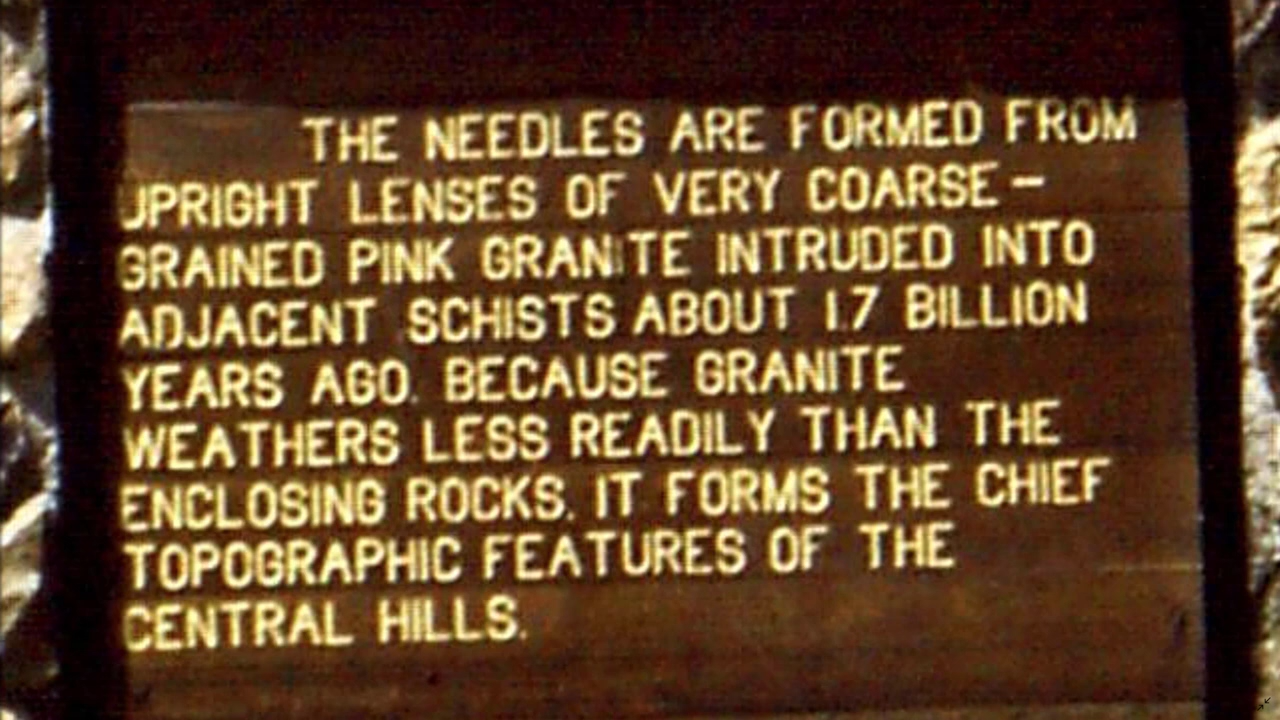 THE NEEDLES ARE FORMED FROM
UPRIGHT LENSES OF VERY COARSE-
GRAINED PINK GRANITE INTRUDED INTO
ADJACENT SCHISTS ABOUT 1.7 BILLION
YEARS AGO. BECAUSE GRANITE
WEATHERS LESS READILY THAN THE
ENCLOSING ROCKS, IT FORMS THE CHIEF
TOPOGRAPHIC FEATURES OF THE
CENTRAL HILLS.